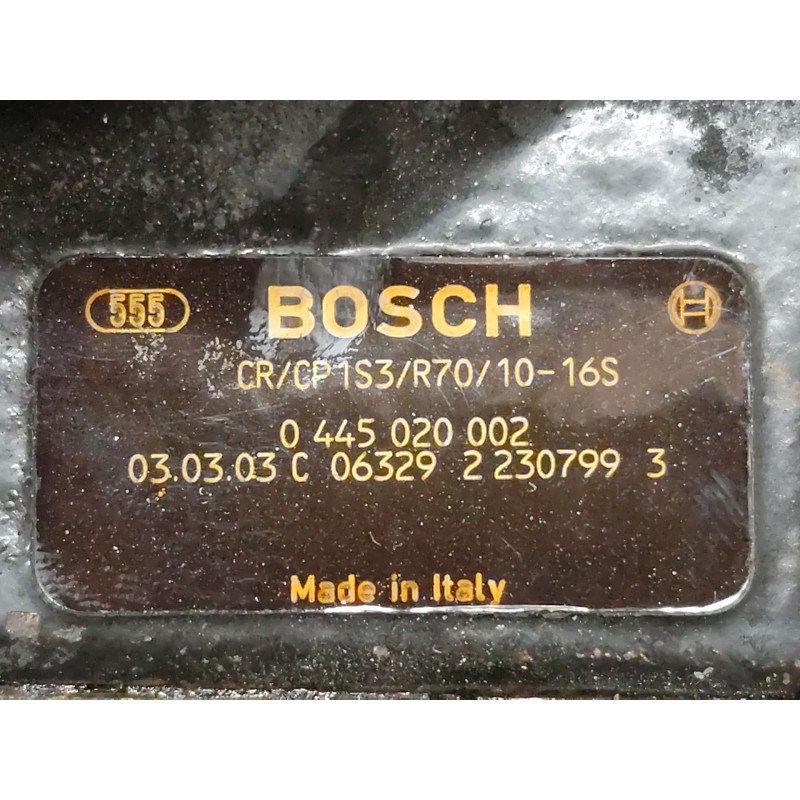 555 BOSCH
CR/CP1S3/R70/10-16S
0 445 020 002
03.03.03 C 06329 2 230799 3
Made in Italy